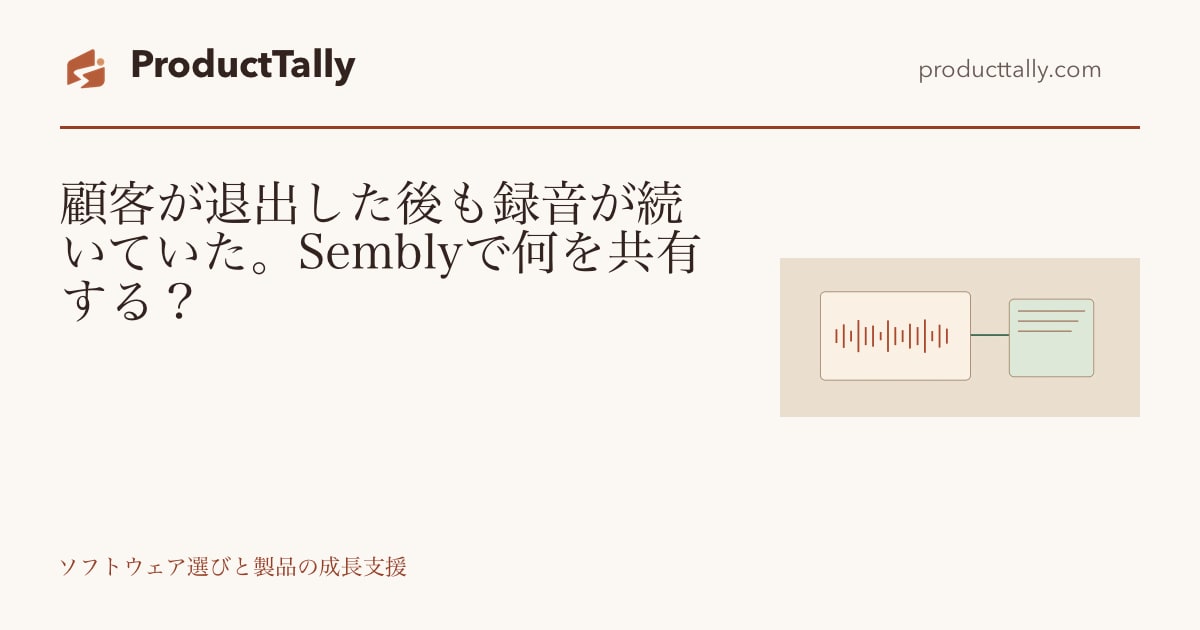 ProductTally
producttally.com
顧客が退出した後も録音が続
いていた。Semblyで何を共有
する？
ソフトウェア選びと製品の成長支援